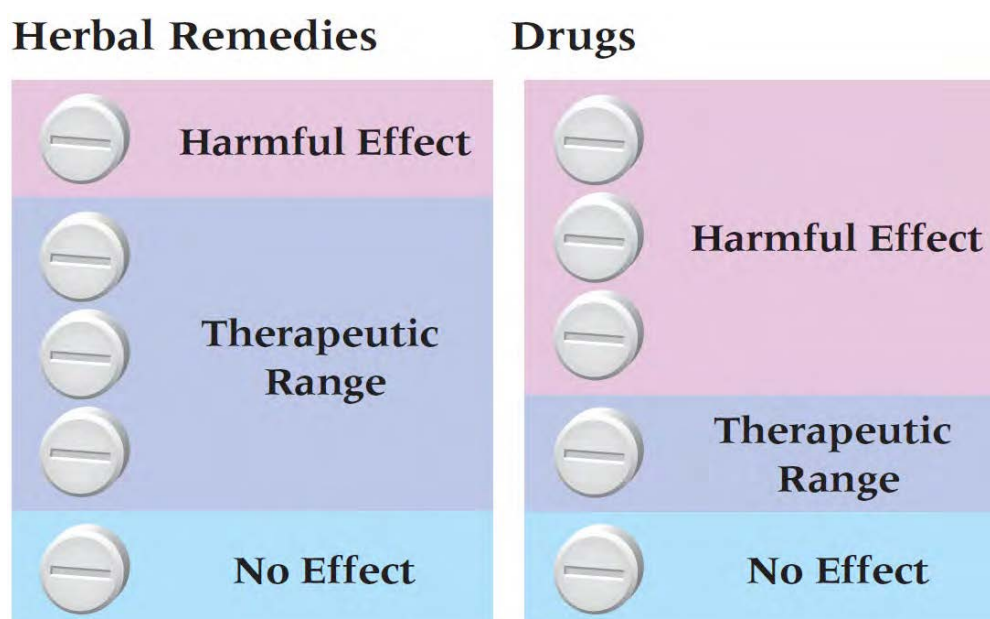 Herbal Remedies
Harmful Effect
Therapeutic
Range
No Effect
Drugs
Harmful Effect
Therapeutic
Range
No Effect